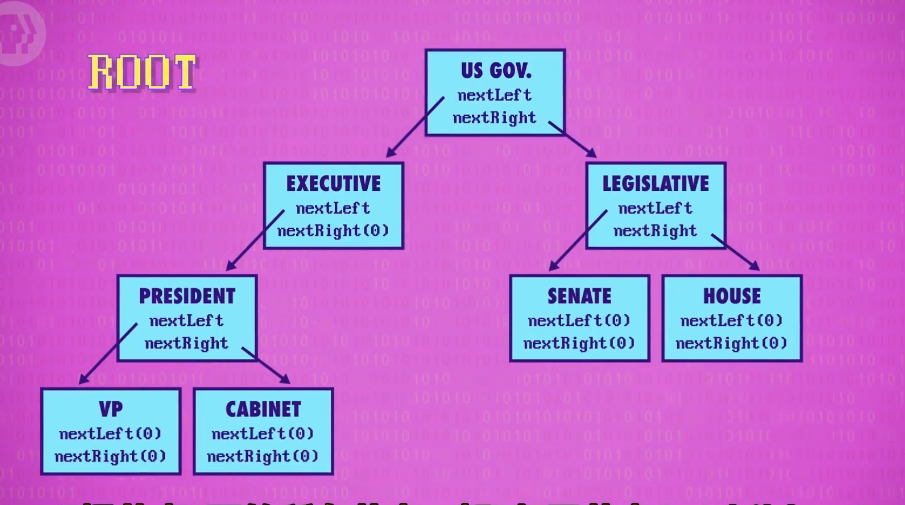 ROOT
US GOV.
nextLeft
nextRight
EXECUTIVE
nextLeft
nextRight(0)
LEGISLATIVE
nextLeft
nextRight
PRESIDENT
nextLeft
nextRight
SENATE
nextLeft(0)
nextRight(0)
HOUSE
nextLeft(0)
nextRight(0)
VP
nextLeft(0)
nextRight(0)
CABINET
nextLeft(0)
nextRight(0)